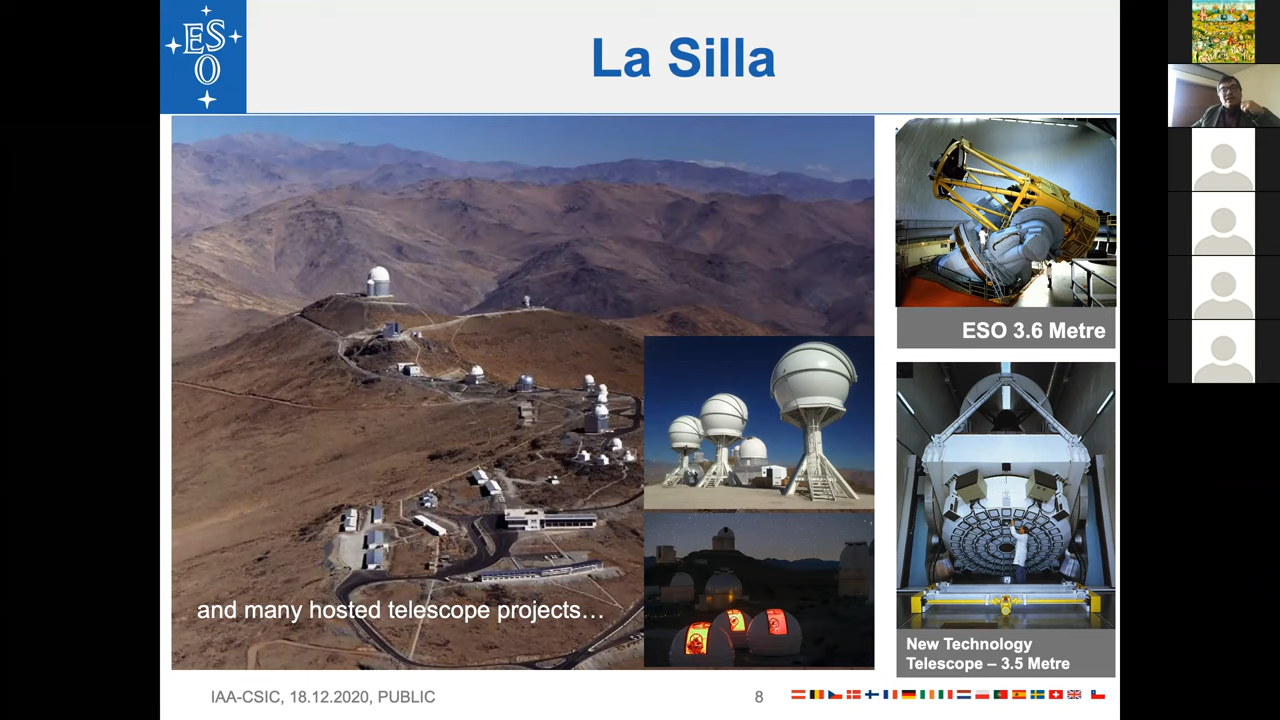 ESO
La Silla
ESO 3.6 Metre
and many hosted telescope projects…
New Technology
Telescope – 3.5 Metre
IAA-CSIC, 18.12.2020, PUBLIC
8